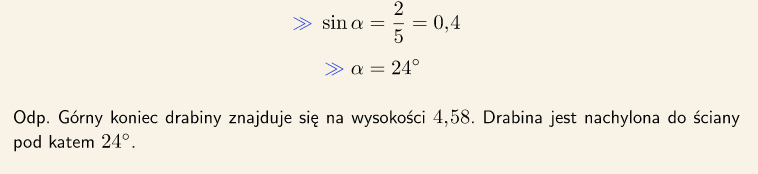 ≫ sin α = 2/5 = 0,4
≫ α = 24°
Odp. Górny koniec drabiny znajduje się na wysokości 4,58. Drabina jest nachylona do ściany
pod katem 24°.